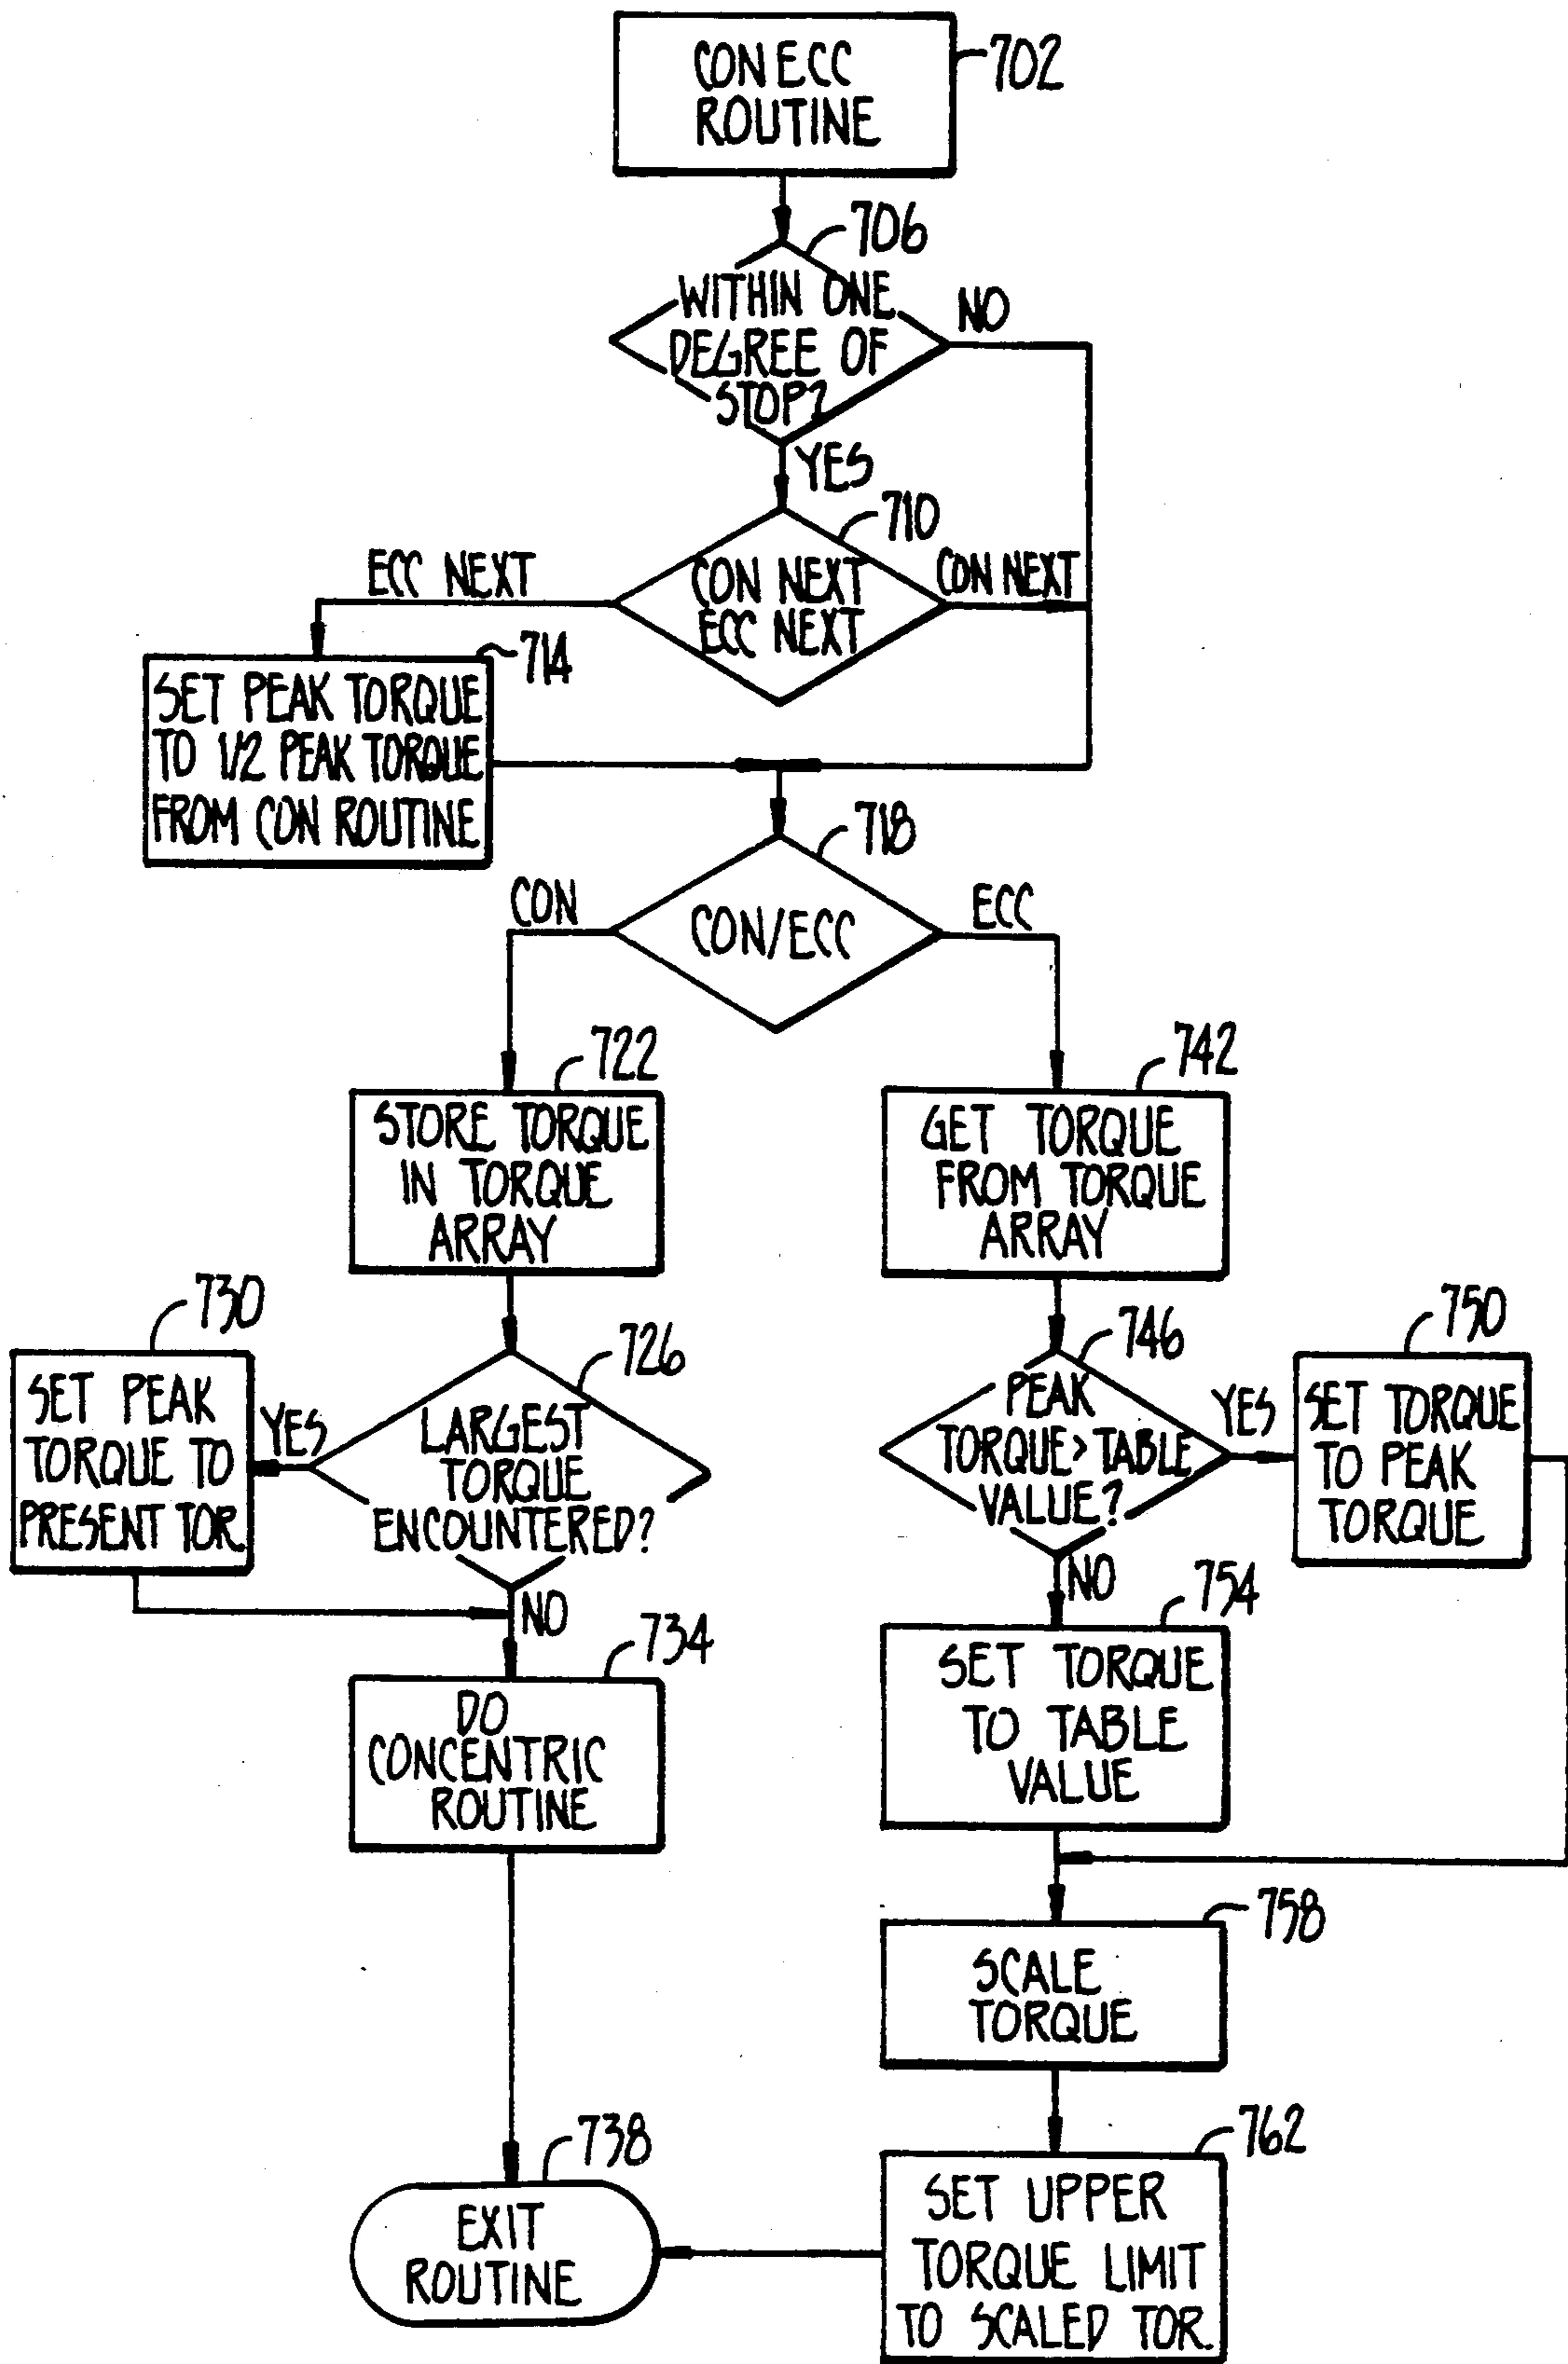 CON ECC
ROUTINE
702
706
WITHIN ONE
DEGREE OF
STOP?
NO
YES
710
CON NEXT
ECC NEXT
ECC NEXT
CON NEXT
714
SET PEAK TORQUE
TO 1/2 PEAK TORQUE
FROM CON ROUTINE
718
CON/ECC
CON
ECC
722
STORE TORQUE
IN TORQUE
ARRAY
742
GET TORQUE
FROM TORQUE
ARRAY
730
SET PEAK
TORQUE TO
PRESENT TOR.
YES
726
LARGEST
TORQUE
ENCOUNTERED?
NO
746
PEAK
TORQUE > TABLE
VALUE?
YES
750
SET TORQUE
TO PEAK
TORQUE
NO
734
DO
CONCENTRIC
ROUTINE
754
SET TORQUE
TO TABLE
VALUE
758
SCALE
TORQUE
738
EXIT
ROUTINE
762
SET UPPER
TORQUE LIMIT
TO SCALED TOR.